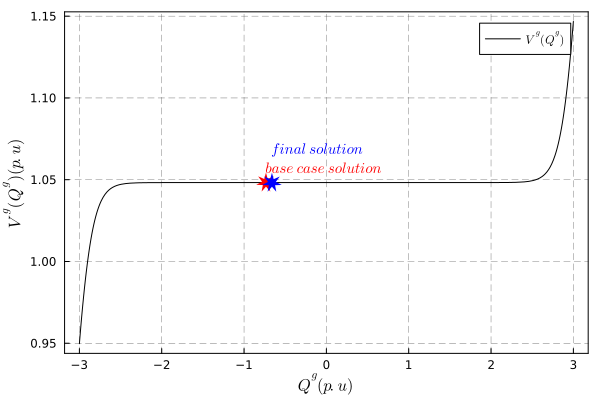 1.15
V^g(Q^g)
1.10
final solution
base case solution
1.05
1.00
0.95
V^g(Q^g)(p.u)
−3 −2 −1 0 1 2 3
Q^g(p.u)